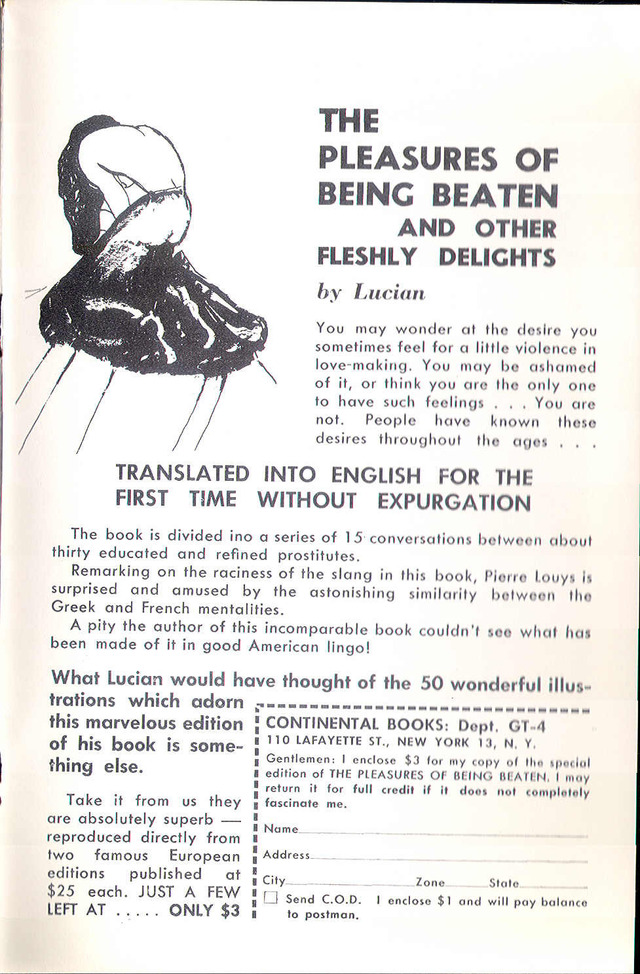 THE
PLEASURES OF
BEING BEATEN
AND OTHER
FLESHLY DELIGHTS
by Lucian
You may wonder at the desire you
sometimes feel for a little violence in
love-making. You may be ashamed
of it, or think you are the only one
to have such feelings . . . You are
not. People have known these
desires throughout the ages . . .
TRANSLATED INTO ENGLISH FOR THE
FIRST TIME WITHOUT EXPURGATION
The book is divided ino a series of 15 conversations between about
thirty educated and refined prostitutes.
Remarking on the raciness of the slang in this book, Pierre Louys is
surprised and amused by the astonishing similarity between the
Greek and French mentalities.
A pity the author of this incomparable book couldn't see what has
been made of it in good American lingo!
What Lucian would have thought of the 50 wonderful illus-
trations which adorn
this marvelous edition
of his book is some-
thing else.
Take it from us they
are absolutely superb —
reproduced directly from
two famous European
editions published at
$25 each. JUST A FEW
LEFT AT ..... ONLY $3
CONTINENTAL BOOKS: Dept. GT-4
110 LAFAYETTE ST., NEW YORK 13, N. Y.
Gentlemen: I enclose $3 for my copy of the special
edition of THE PLEASURES OF BEING BEATEN. I may
return it for full credit if it does not completely
fascinate me.
Name
Address
City Zone State
Send C.O.D. I enclose $1 and will pay balance
to postman.